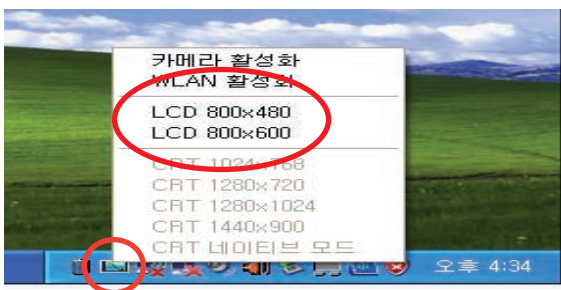 카메라 활성화
WLAN 활성화
LCD 800x480
LCD 800x600
CRT 1024x768
CRT 1280x720
CRT 1280x1024
CRT 1440x900
CRT 네이티브 모드
오후 4:34